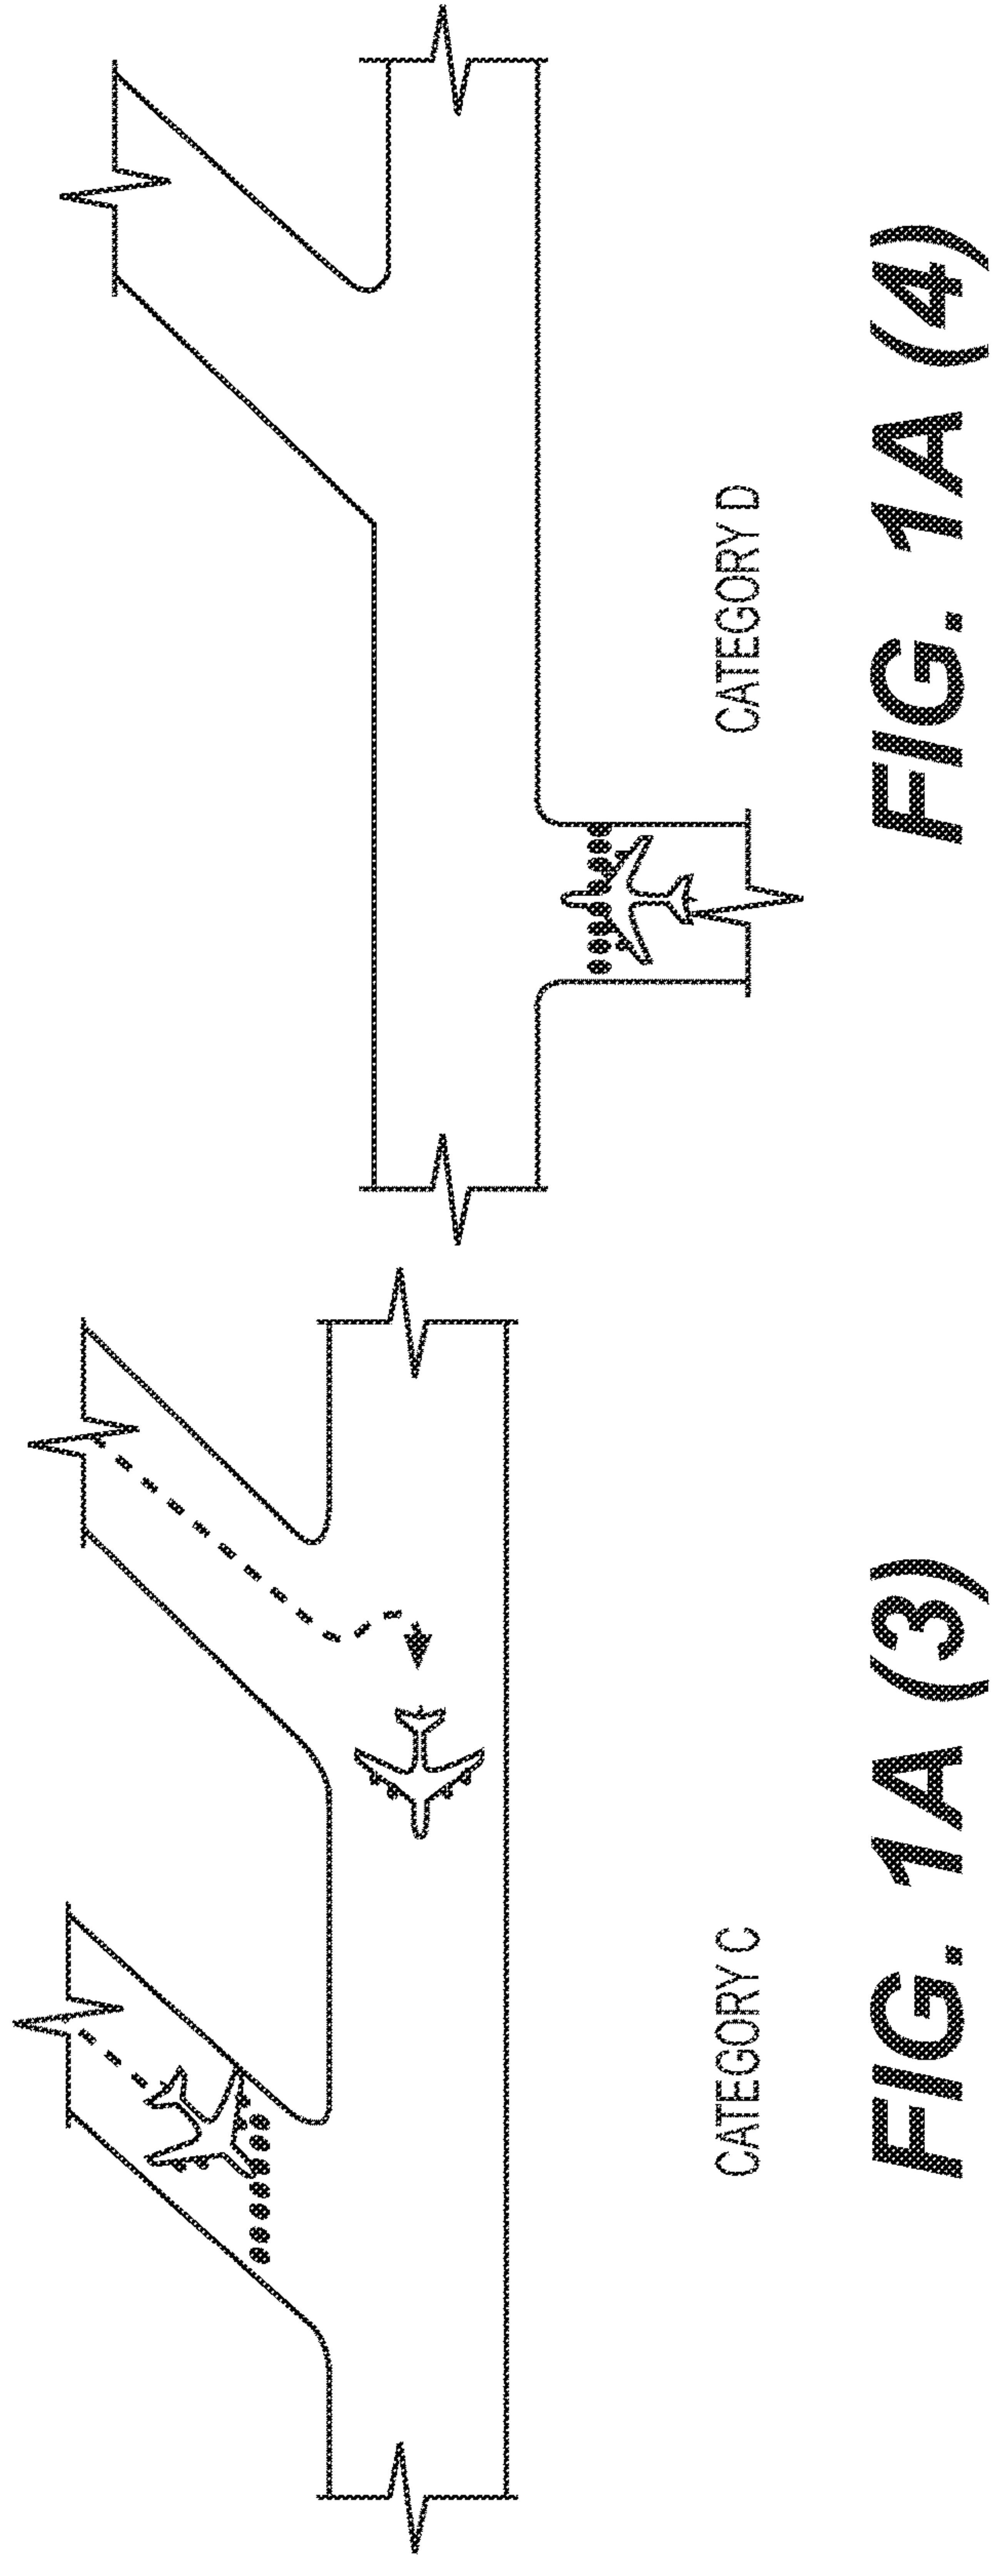 CATEGORY C
FIG. 1A (3)
CATEGORY D
FIG. 1A (4)